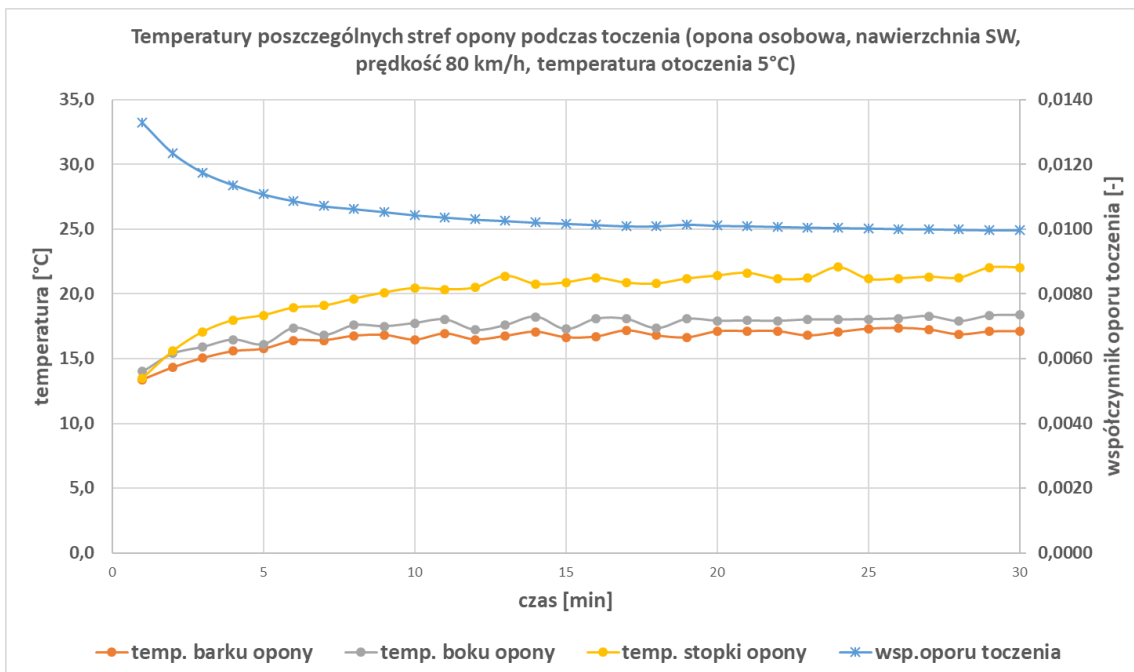 Temperatury poszczególnych stref opony podczas toczenia (opona osobowa, nawierzchnia SW,
prędkość 80 km/h, temperatura otoczenia 5°C)
35,0
30,0
25,0
20,0
15,0
10,0
5,0
0,0
temperatura [°C]
0,0140
0,0120
0,0100
0,0080
0,0060
0,0040
0,0020
0,0000
współczynnik oporu toczenia [-]
0 5 10 15 20 25 30
czas [min]
temp. barku opony temp. boku opony temp. stopki opony wsp.oporu toczenia